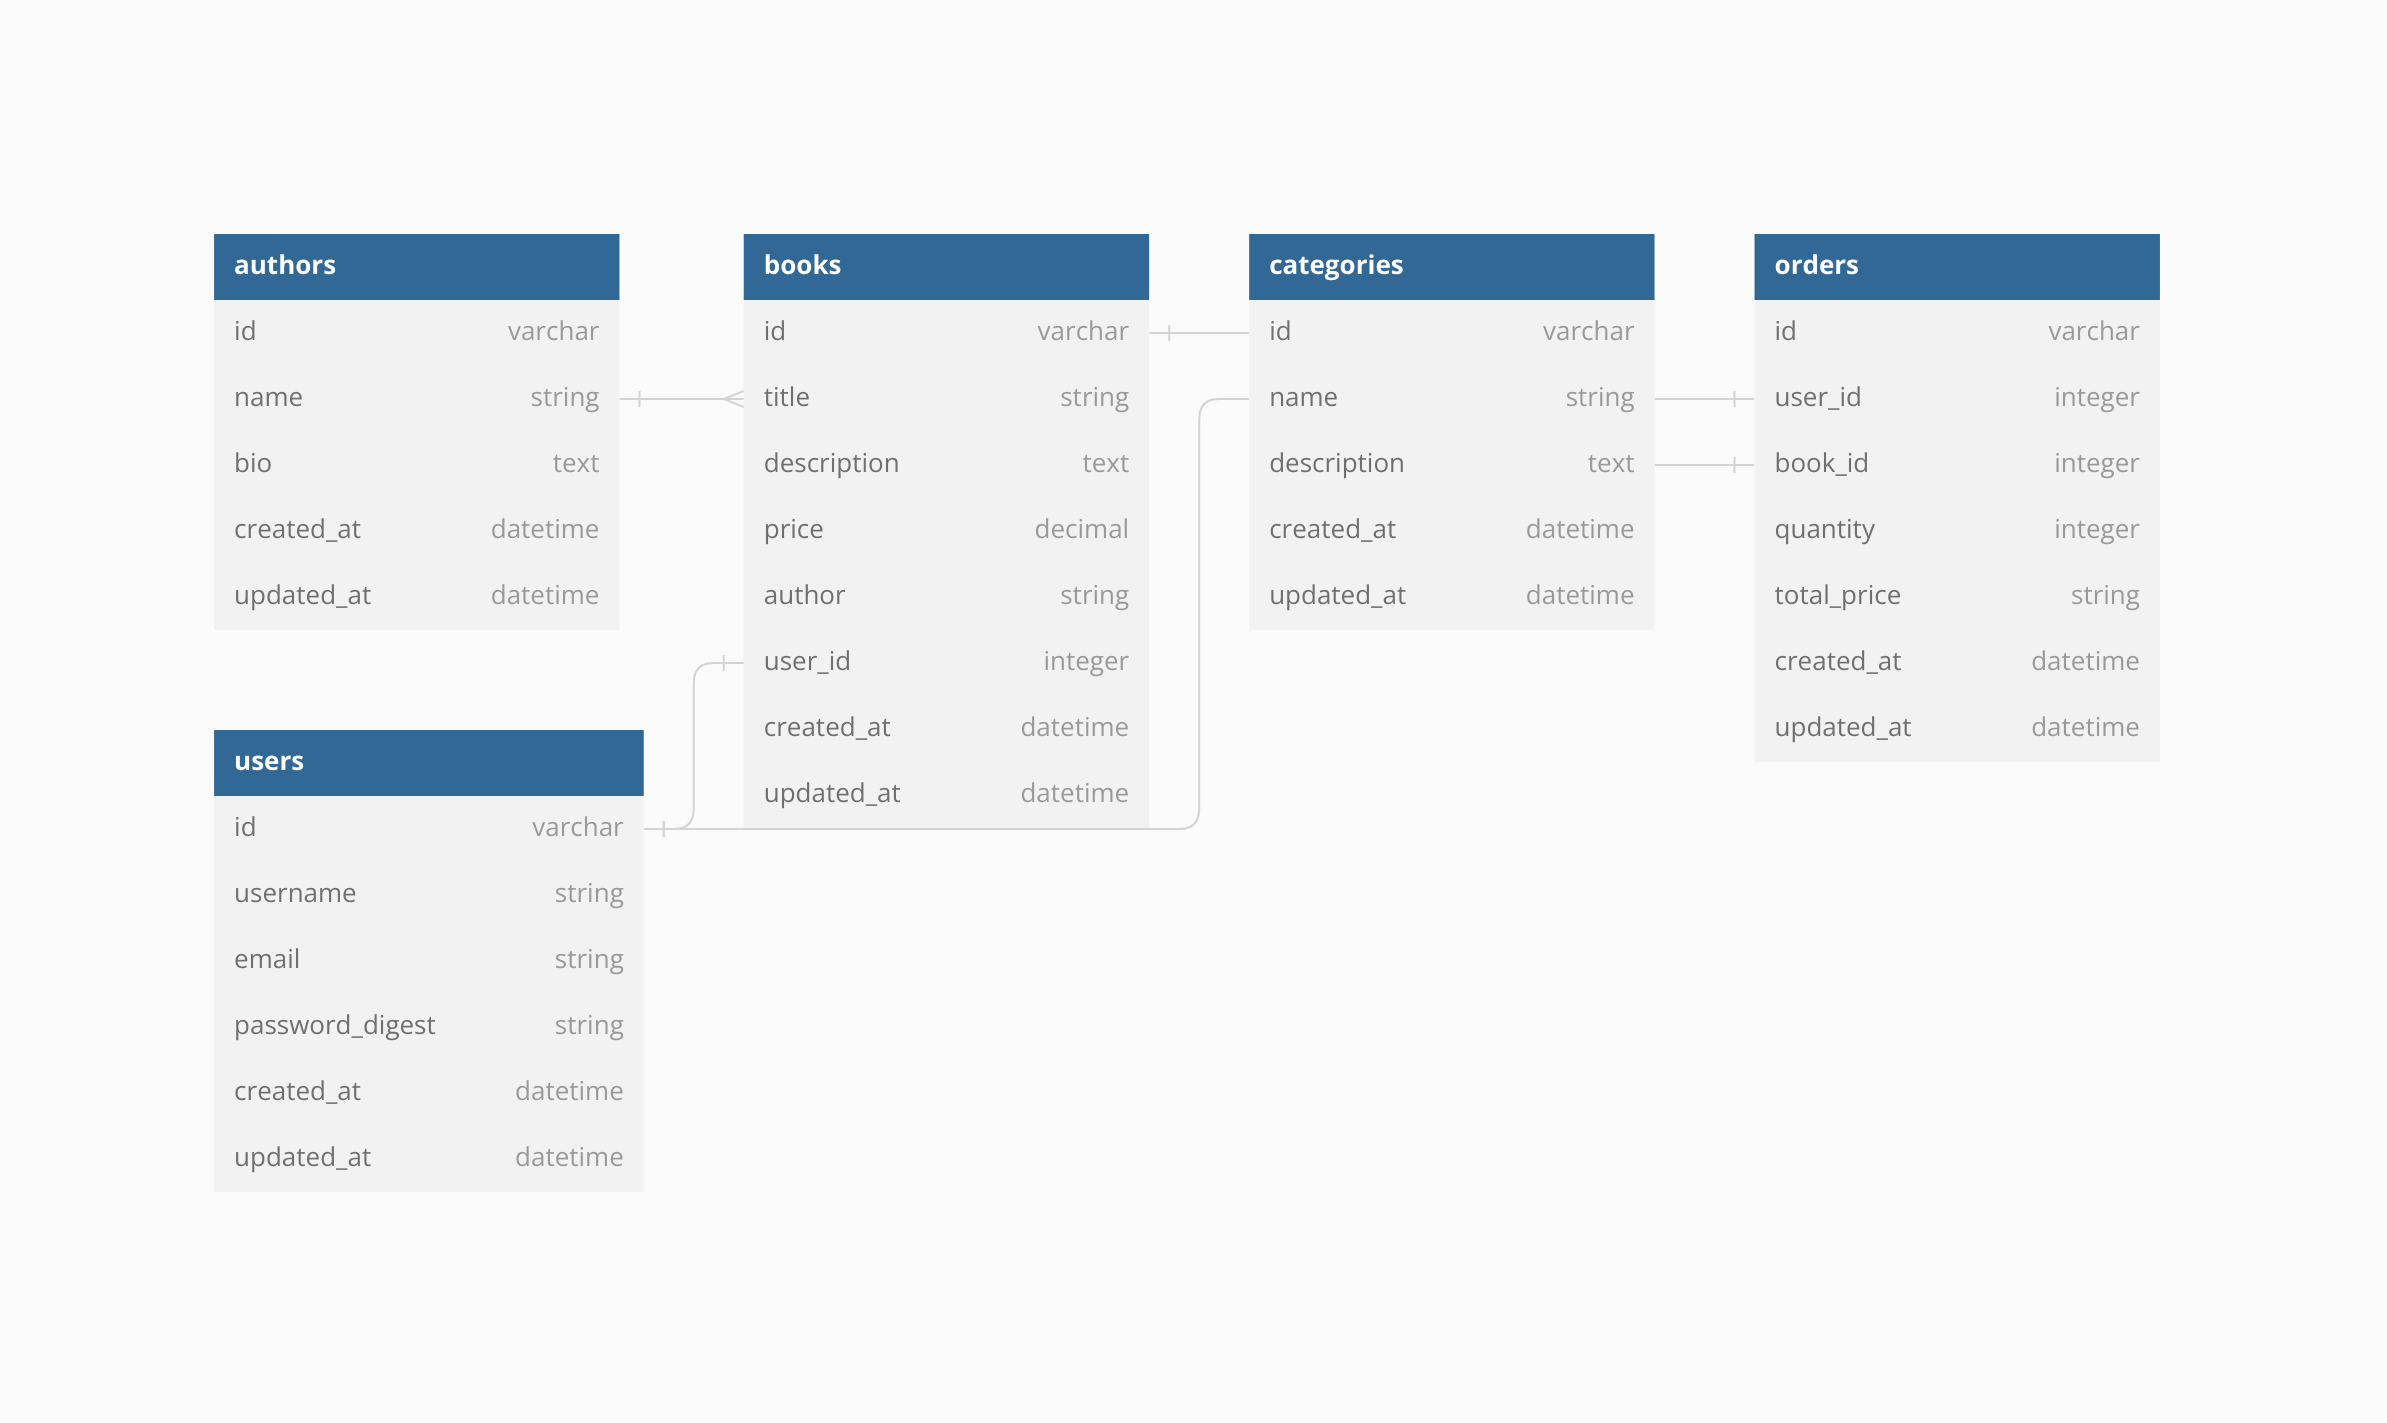 authors
id varchar
name string
bio text
created_at datetime
updated_at datetime
books
id varchar
title string
description text
price decimal
author string
user_id integer
created_at datetime
updated_at datetime
categories
id varchar
name string
description text
created_at datetime
updated_at datetime
orders
id varchar
user_id integer
book_id integer
quantity integer
total_price string
created_at datetime
updated_at datetime
users
id varchar
username string
email string
password_digest string
created_at datetime
updated_at datetime